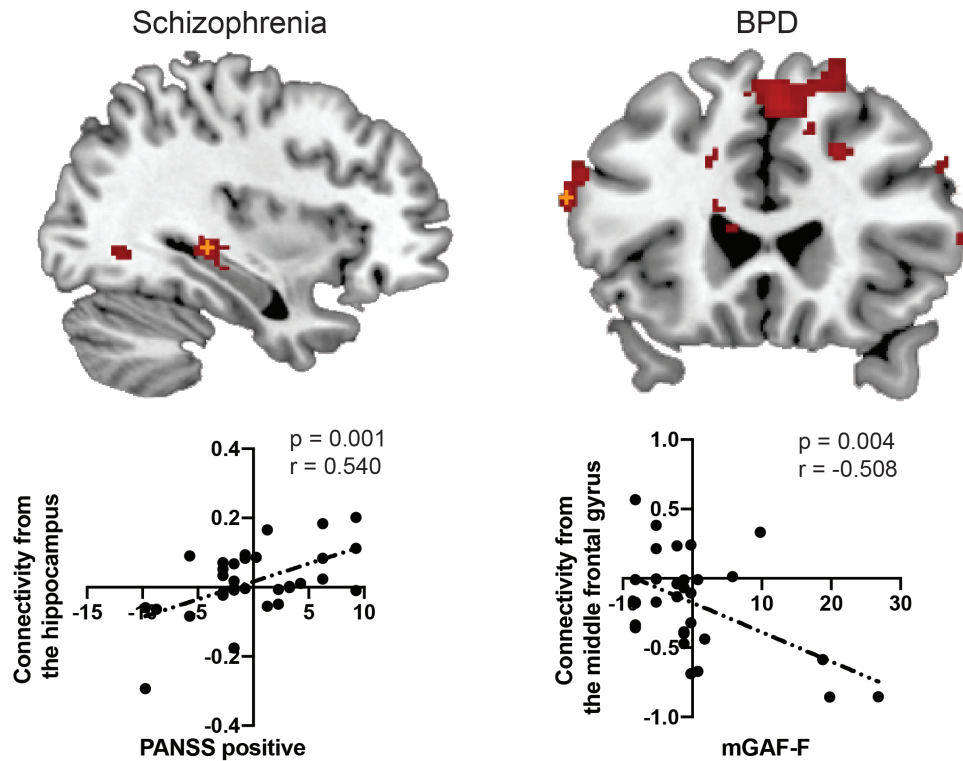 Schizophrenia
BPD
p = 0.001
r = 0.540
0.4
0.2
-0.2
-0.4
-15
-5
5
10
Connectivity from
the hippocampus
PANSS positive
p = 0.004
r = -0.508
1.0
0.5
-0.5
-1.0
-10
10
20
30
Connectivity from
the middle frontal gyrus
mGAF-F